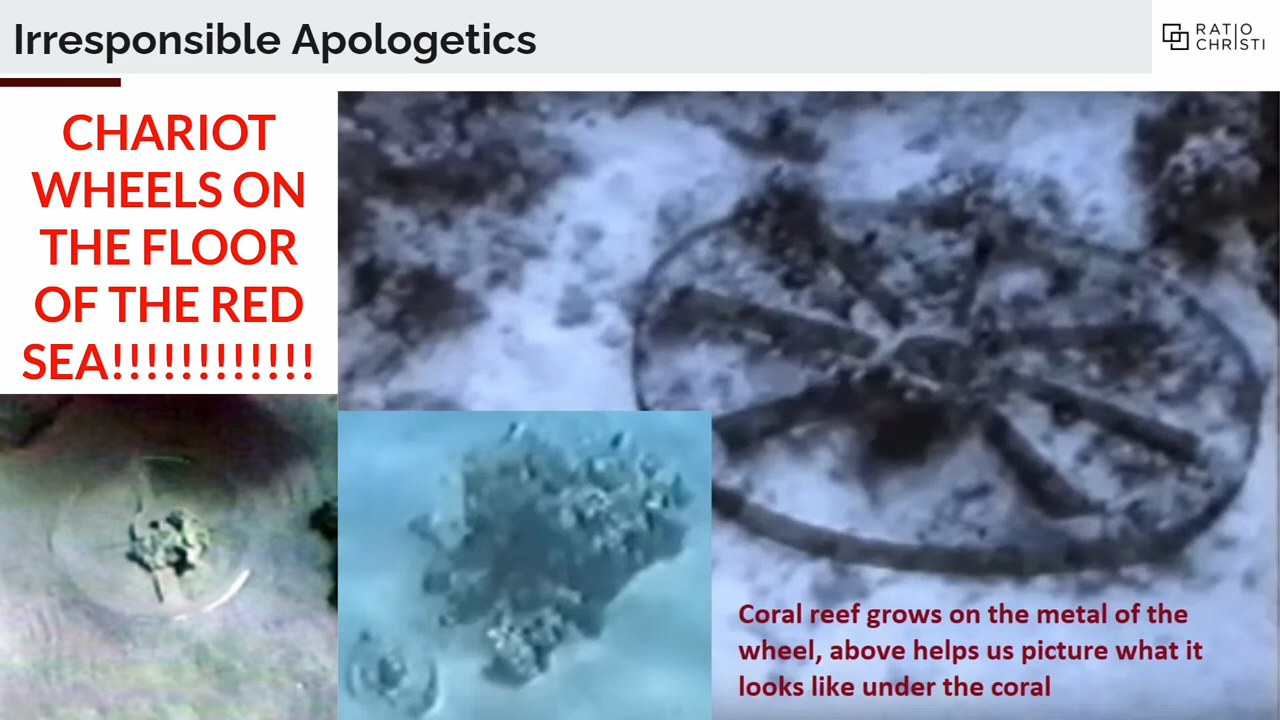 Irresponsible Apologetics
RATIO
CHRISTI
CHARIOT
WHEELS ON
THE FLOOR
OF THE RED
SEA!!!!!!!!!!!!
Coral reef grows on the metal of the
wheel, above helps us picture what it
looks like under the coral